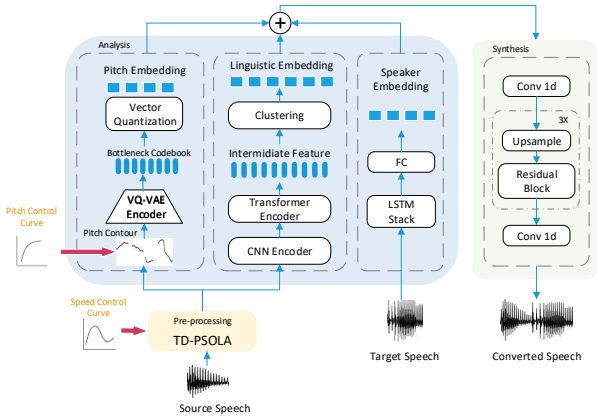 Analysis
Pitch Embedding
Vector
Quantization
Bottleneck Codebook
VQ-VAE
Encoder
Pitch Contour
Pitch Control
Curve
Linguistic Embedding
Clustering
Intermidiate Feature
Transformer
Encoder
CNN Encoder
Speaker
Embedding
FC
LSTM
Stack
Synthesis
Conv 1d
3X
Upsample
Residual
Block
Conv 1d
Speed Control
Curve
Pre-processing
TD-PSOLA
Source Speech
Target Speech
Converted Speech